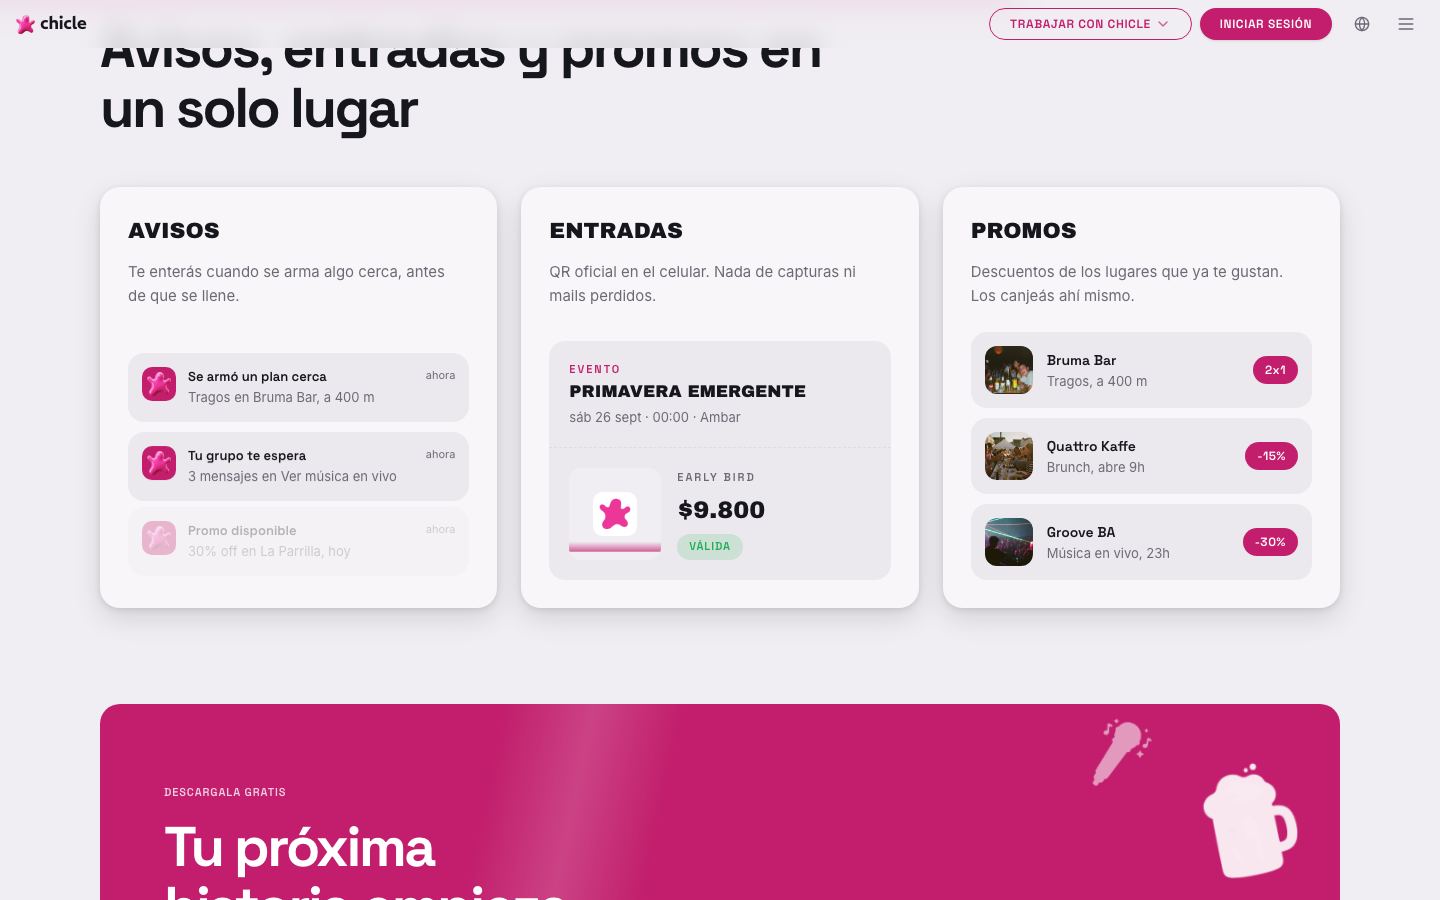 chicle
TRABAJAR CON CHICLE
INICIAR SESIÓN
Avisos, entradas y promos en
un solo lugar
AVISOS
Te enterás cuando se arma algo cerca, antes
de que se llene.
Se armó un plan cerca
ahora
Tragos en Bruma Bar, a 400 m
Tu grupo te espera
ahora
3 mensajes en Ver música en vivo
Promo disponible
ahora
30% off en La Parrilla, hoy
ENTRADAS
QR oficial en el celular. Nada de capturas ni
mails perdidos.
EVENTO
PRIMAVERA EMERGENTE
sáb 26 sept · 00:00 · Ambar
EARLY BIRD
$9.800
VÁLIDA
PROMOS
Descuentos de los lugares que ya te gustan.
Los canjeás ahí mismo.
Bruma Bar
Tragos, a 400 m
2x1
Quattro Kaffe
Brunch, abre 9h
-15%
Groove BA
Música en vivo, 23h
-30%
DESCARGALA GRATIS
Tu próxima
historia empieza